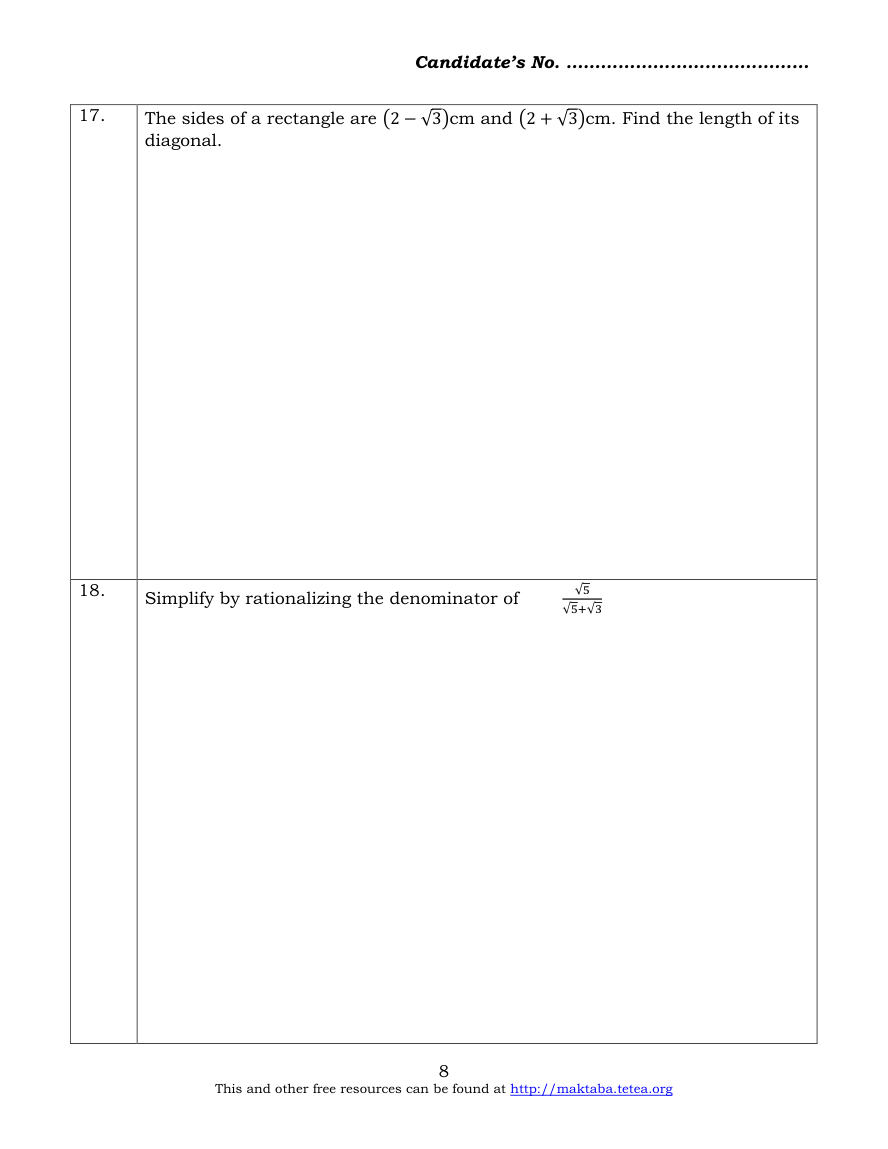 Candidate’s No. ..........................................
17.
The sides of a rectangle are (2 − √3)cm and (2 + √3)cm. Find the length of its
diagonal.
18.
Simplify by rationalizing the denominator of √5/(√5+√3)
8
This and other free resources can be found at http://maktaba.tetea.org